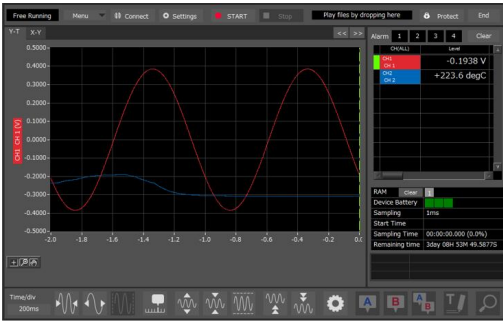 Free Running Menu Connect Settings START Stop Play files by dropping here Protect End
Y-T X-Y << >>
Alarm 1 2 3 4 Clear
CH(ALL) Level
CH1 CH 1 -0.1938 V
CH2 CH 2 +223.6 degC
CH1 CH 1 (V)
0.5000
0.4000
0.3000
0.2000
0.1000
0.0000
-0.1000
-0.2000
-0.3000
-0.4000
-0.5000
-2.0 -1.8 -1.6 -1.4 -1.2 -1.0 -0.8 -0.6 -0.4 -0.2 0.0
RAM Clear 1
Device Battery
Sampling 1ms
Start Time
Sampling Time 00:00:00.000 (0.0%)
Remaining time 3day 08H 53M 49.5877S
Time/div
200ms
A B A B T